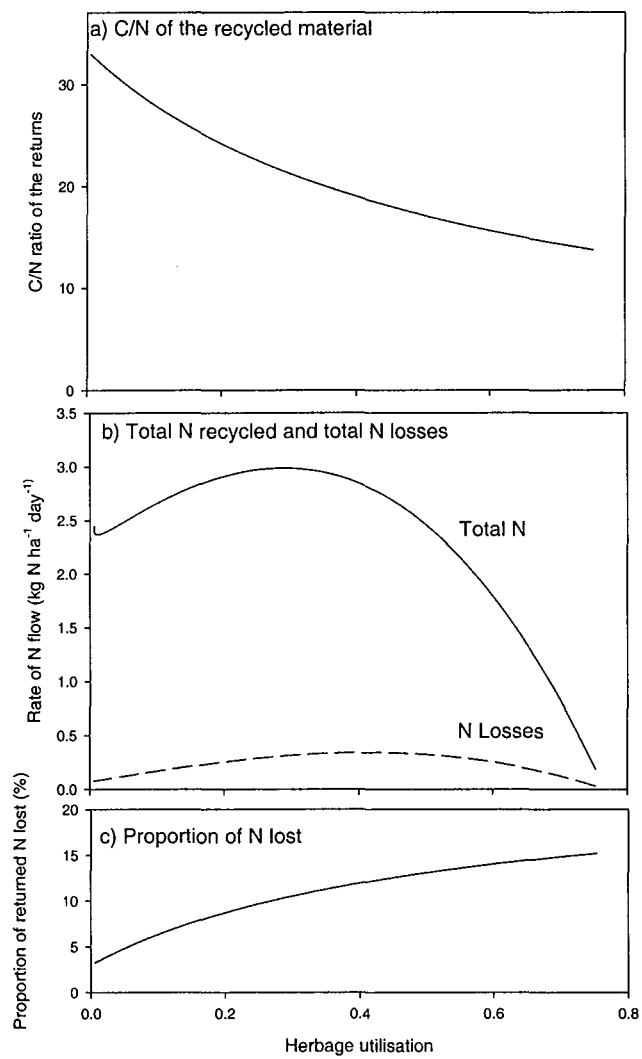 a) C/N of the recycled material
C/N ratio of the returns
30
20
10
0
b) Total N recycled and total N losses
Rate of N flow (kg N ha⁻¹ day⁻¹)
3.5
3.0
2.5
2.0
1.5
1.0
0.5
0.0
Total N
N Losses
c) Proportion of N lost
Proportion of returned N lost (%)
20
15
10
5
0
0.0 0.2 0.4 0.6 0.8
Herbage utilisation